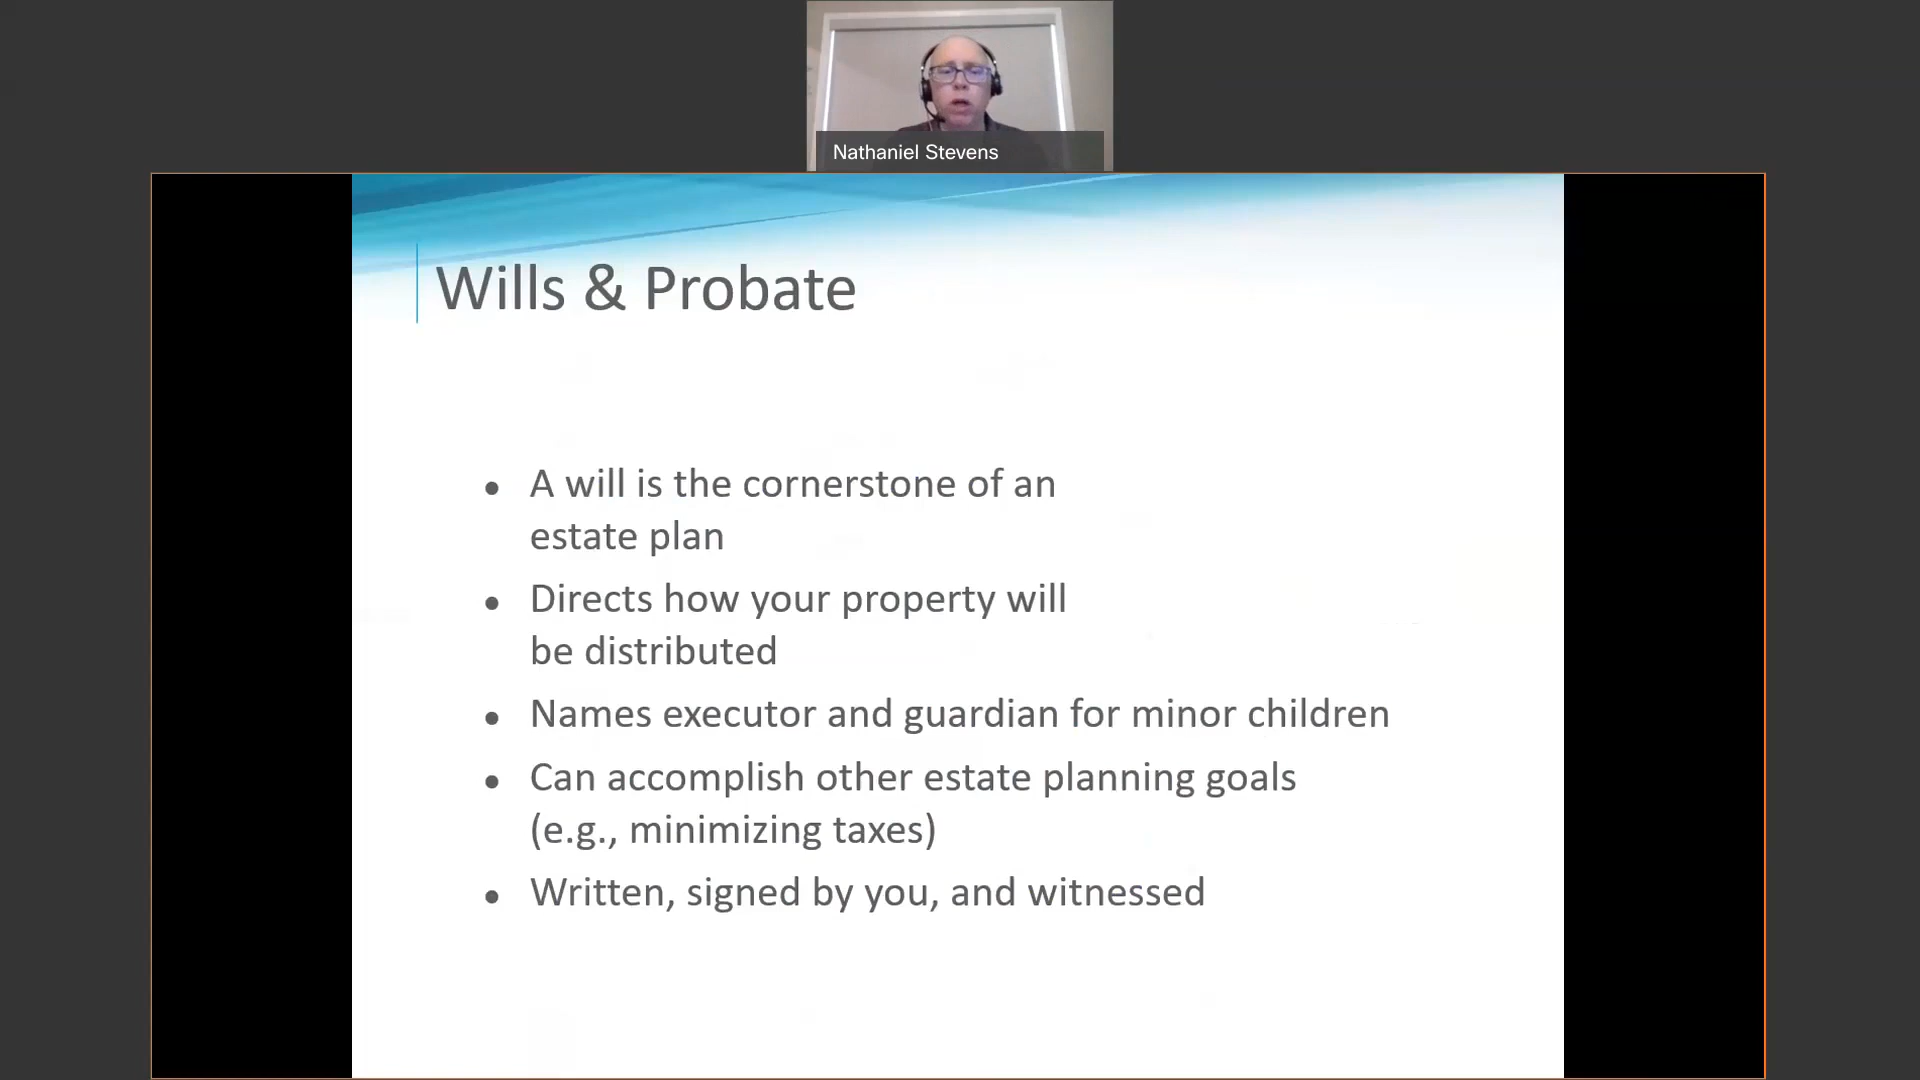 Nathaniel Stevens
Wills & Probate
• A will is the cornerstone of an
estate plan
• Directs how your property will
be distributed
• Names executor and guardian for minor children
• Can accomplish other estate planning goals
(e.g., minimizing taxes)
• Written, signed by you, and witnessed